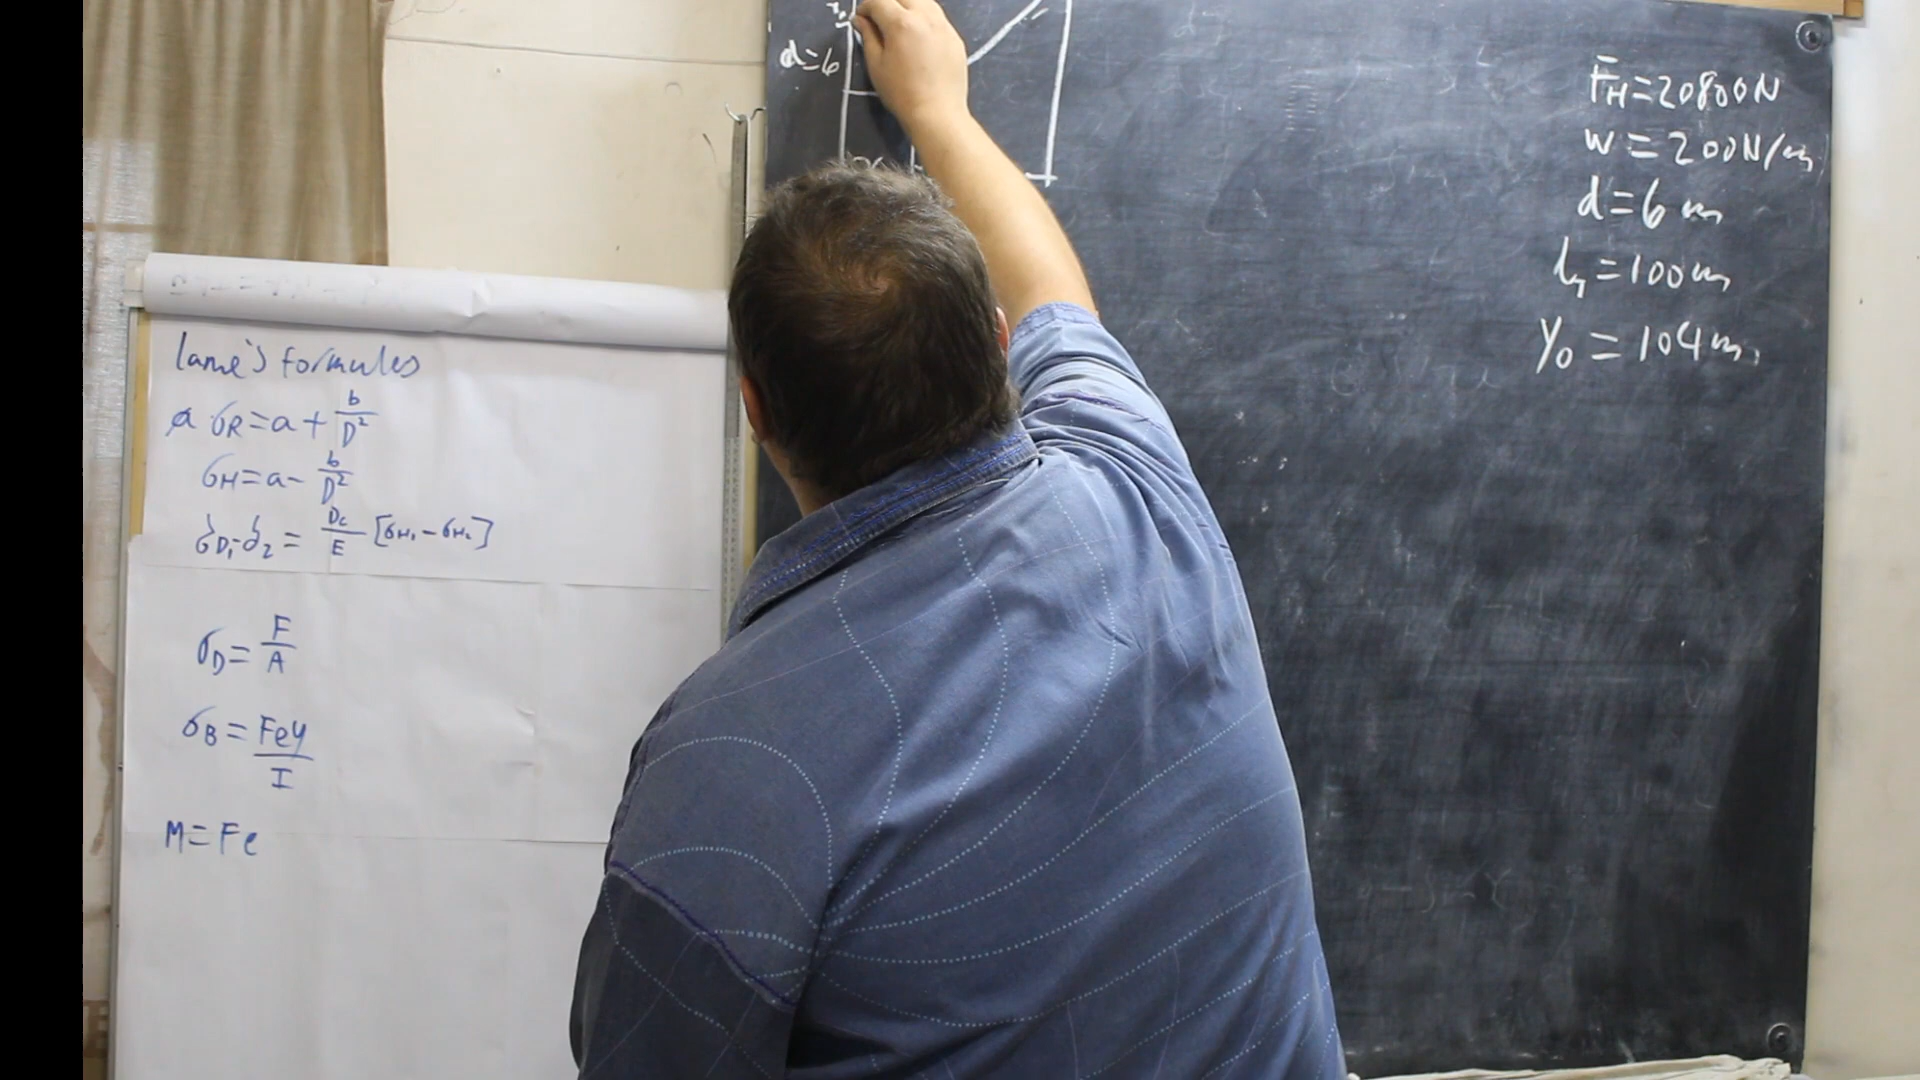 lame's formules
a σR=a+b/D²
σH=a-b/D²
δD₁-δ₂=Dc/E[σH₁-σH₂]
σD=F/A
σB=Fey/I
M=Fe
d=6
FH=20800N
w=200N/m
d=6m
l₁=100m
y₀=104m